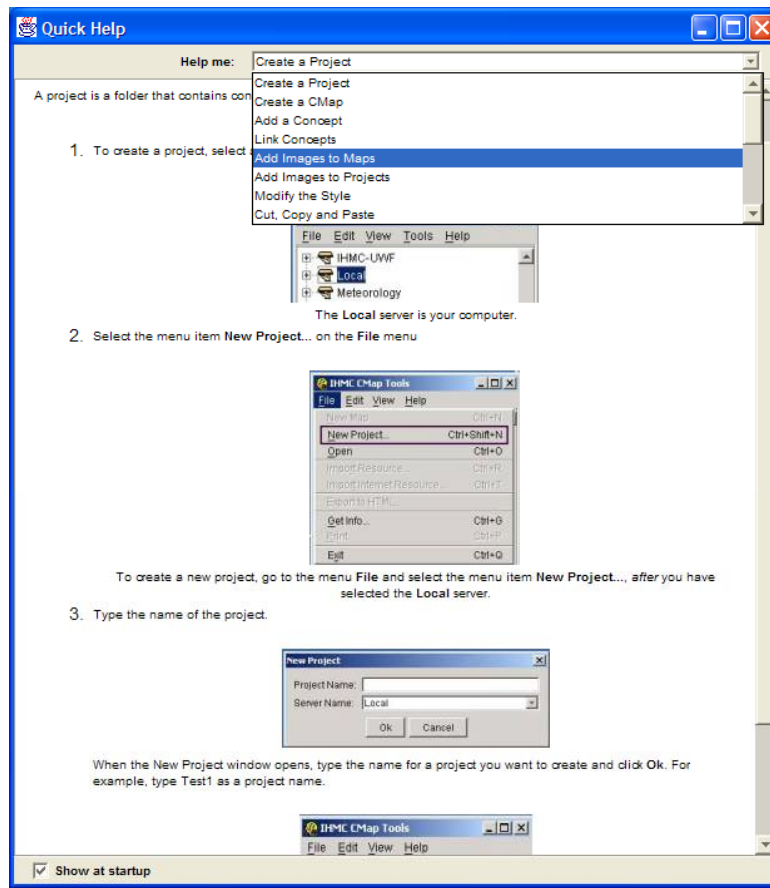 Quick Help
Help me: Create a Project
Create a Project
Create a CMap
Add a Concept
Link Concepts
Add Images to Maps
Add Images to Projects
Modify the Style
Cut, Copy and Paste
A project is a folder that contains con
1. To create a project, select
File Edit View Tools Help
IHMC-UWF
Local
Meteorology
The Local server is your computer.
2. Select the menu item New Project... on the File menu
IHMC CMap Tools
File Edit View Help
New Map Ctrl+N
New Project... Ctrl+Shift+N
Open Ctrl+O
Import Resource... Ctrl+R
Import Internet Resource... Ctrl+T
Export to HTML...
Get Info... Ctrl+G
Print Ctrl+P
Exit Ctrl+Q
To create a new project, go to the menu File and select the menu item New Project..., after you have
selected the Local server.
3. Type the name of the project.
New Project
Project Name:
Server Name: Local
Ok Cancel
When the New Project window opens, type the name for a project you want to create and click Ok. For
example, type Test1 as a project name.
IHMC CMap Tools
File Edit View Help
Show at startup